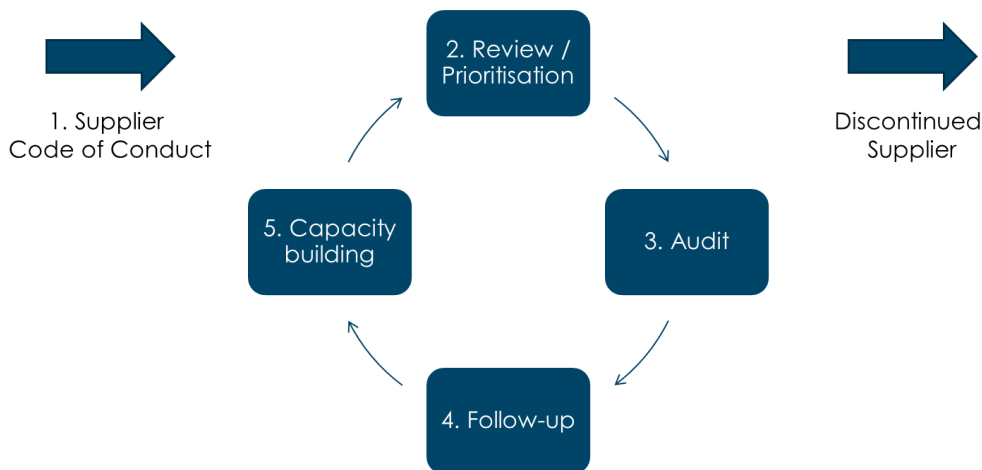 1. Supplier
Code of Conduct
2. Review /
Prioritisation
Discontinued
Supplier
3. Audit
4. Follow-up
5. Capacity
building